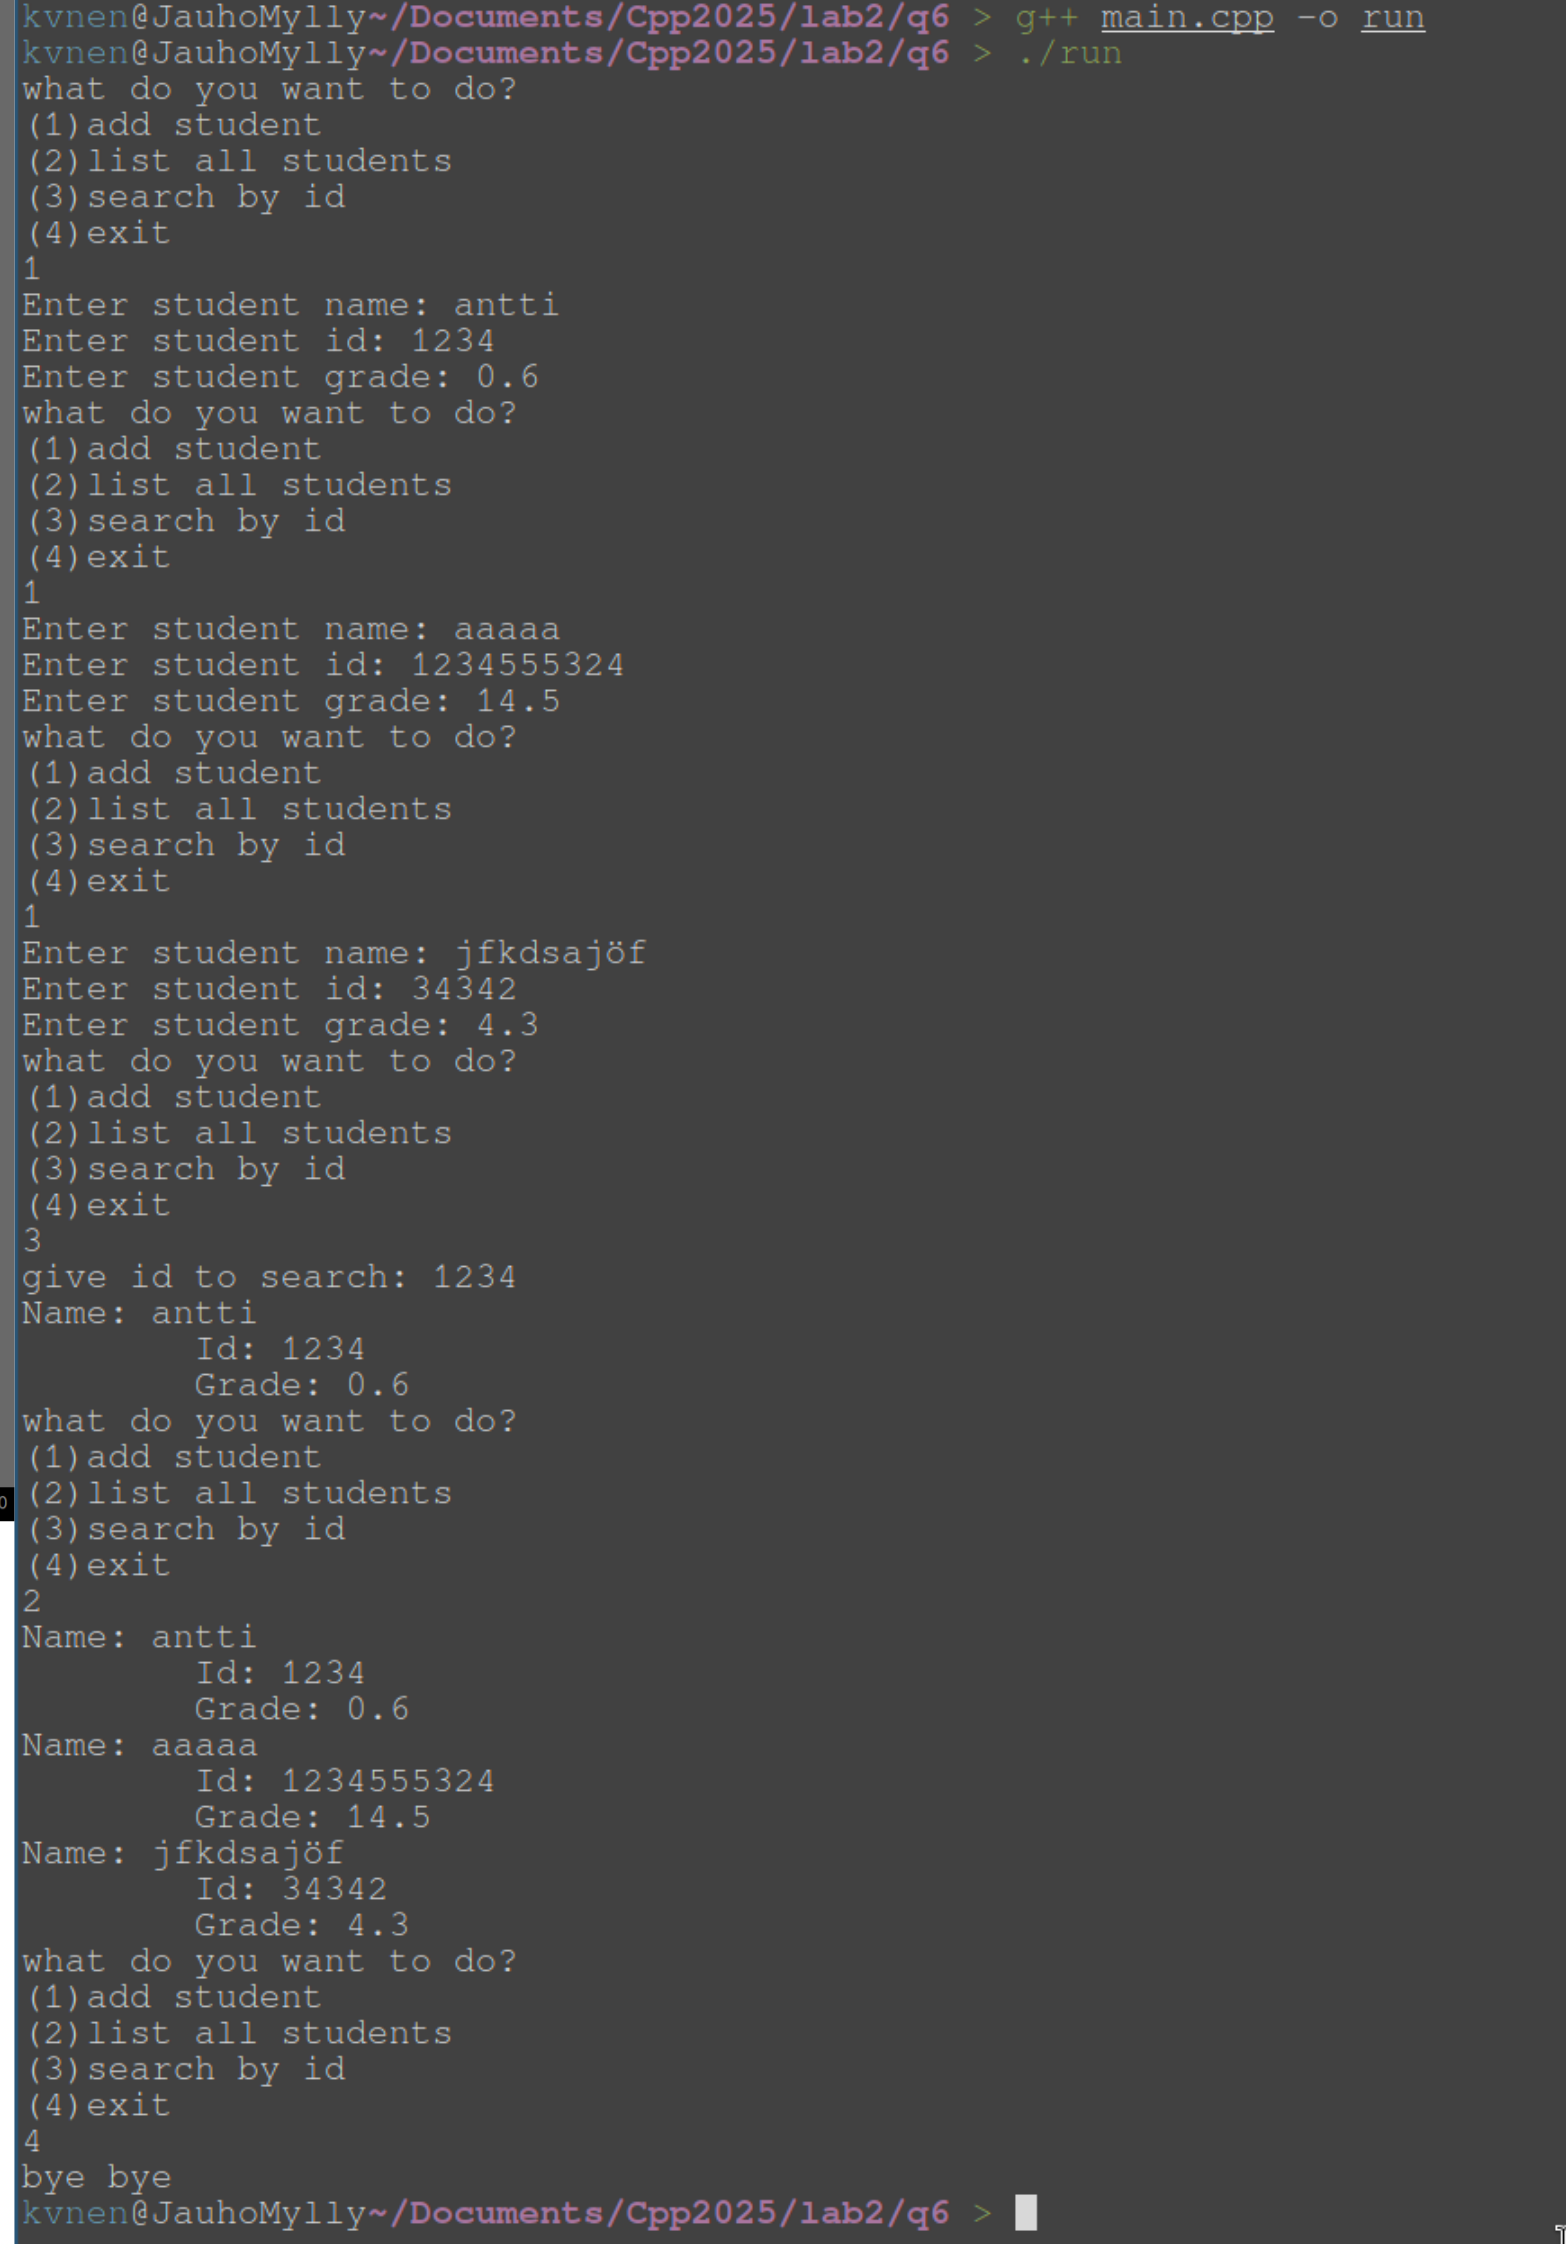 kvnen@JauhoMylly~/Documents/Cpp2025/lab2/q6 > g++ main.cpp -o run
kvnen@JauhoMylly~/Documents/Cpp2025/lab2/q6 > ./run
what do you want to do?
(1)add student
(2)list all students
(3)search by id
(4)exit
1
Enter student name: antti
Enter student id: 1234
Enter student grade: 0.6
what do you want to do?
(1)add student
(2)list all students
(3)search by id
(4)exit
1
Enter student name: aaaaa
Enter student id: 1234555324
Enter student grade: 14.5
what do you want to do?
(1)add student
(2)list all students
(3)search by id
(4)exit
1
Enter student name: jfkdsajöf
Enter student id: 34342
Enter student grade: 4.3
what do you want to do?
(1)add student
(2)list all students
(3)search by id
(4)exit
3
give id to search: 1234
Name: antti
        Id: 1234
        Grade: 0.6
what do you want to do?
(1)add student
(2)list all students
(3)search by id
(4)exit
2
Name: antti
        Id: 1234
        Grade: 0.6
Name: aaaaa
        Id: 1234555324
        Grade: 14.5
Name: jfkdsajöf
        Id: 34342
        Grade: 4.3
what do you want to do?
(1)add student
(2)list all students
(3)search by id
(4)exit
4
bye bye
kvnen@JauhoMylly~/Documents/Cpp2025/lab2/q6 >